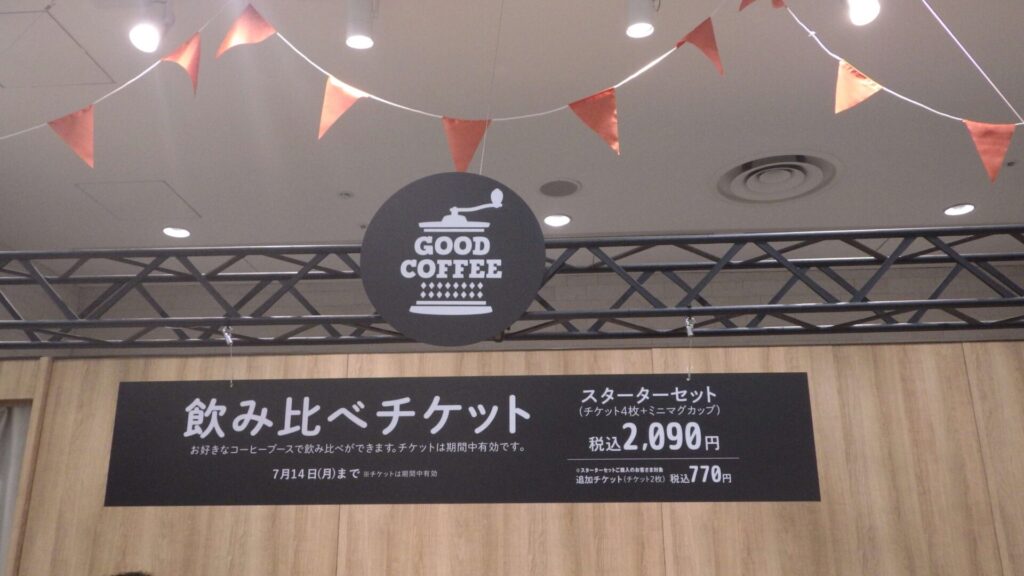 GOOD
COFFEE
飲み比べチケット
お好きなコーヒーブースで飲み比べができます。チケットは期間中有効です。
7月14日(月)まで ※チケットは期間中有効
スターターセット
(チケット4枚+ミニマグカップ)
税込2,090円
※スターターセットご購入のお客さま対象
追加チケット(チケット2枚) 税込770円